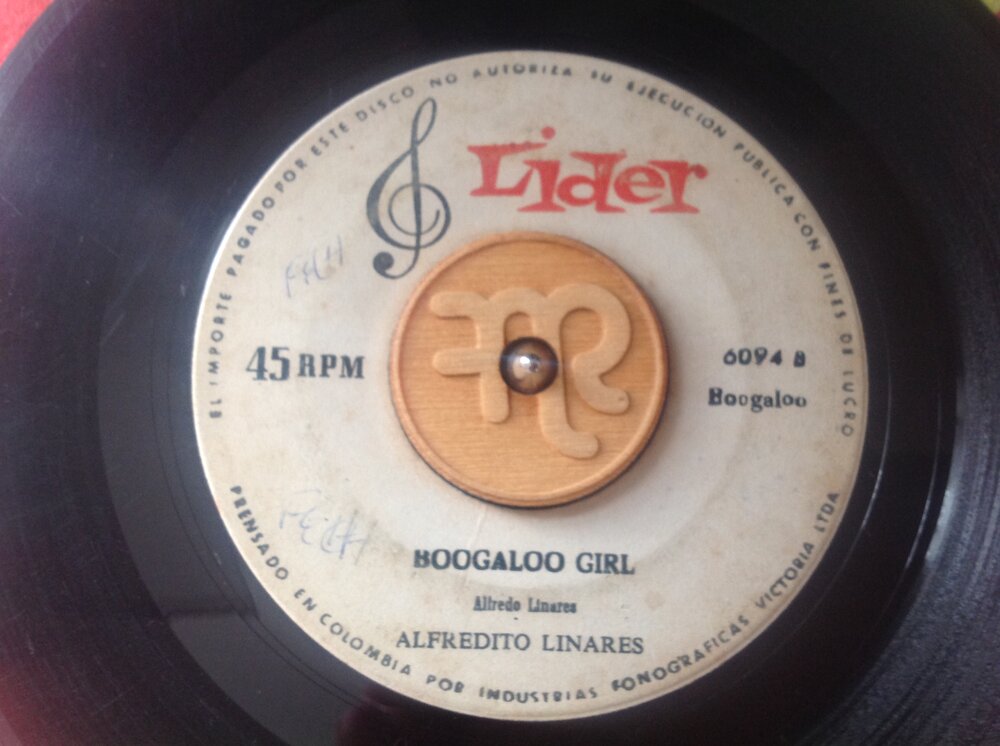 EL IMPORTE PAGADO POR ESTE DISCO NO AUTORIZA SU EJECUCION PUBLICA CON FINES DE LUCRO
Lider
45 RPM
6094 B
Boogaloo
BOOGALOO GIRL
Alfredo Linares
ALFREDITO LINARES
PRENSADO EN COLOMBIA POR INDUSTRIAS FONOGRAFICAS VICTORIA LTDA